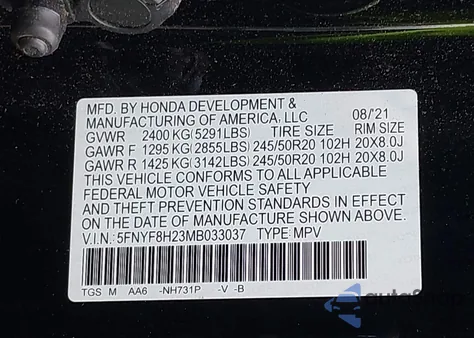 MFD. BY HONDA DEVELOPMENT &
MANUFACTURING OF AMERICA, LLC 08/'21
GVWR 2400 KG(5291LBS) TIRE SIZE RIM SIZE
GAWR F 1295 KG(2855LBS) 245/50R20 102H 20X8.0J
GAWR R 1425 KG(3142LBS) 245/50R20 102H 20X8.0J
THIS VEHICLE CONFORMS TO ALL APPLICABLE
FEDERAL MOTOR VEHICLE SAFETY
AND THEFT PREVENTION STANDARDS IN EFFECT
ON THE DATE OF MANUFACTURE SHOWN ABOVE.
V.I.N.: 5FNYF8H23MB033037 TYPE: MPV
TGS M AA6 -NH731P -V -B